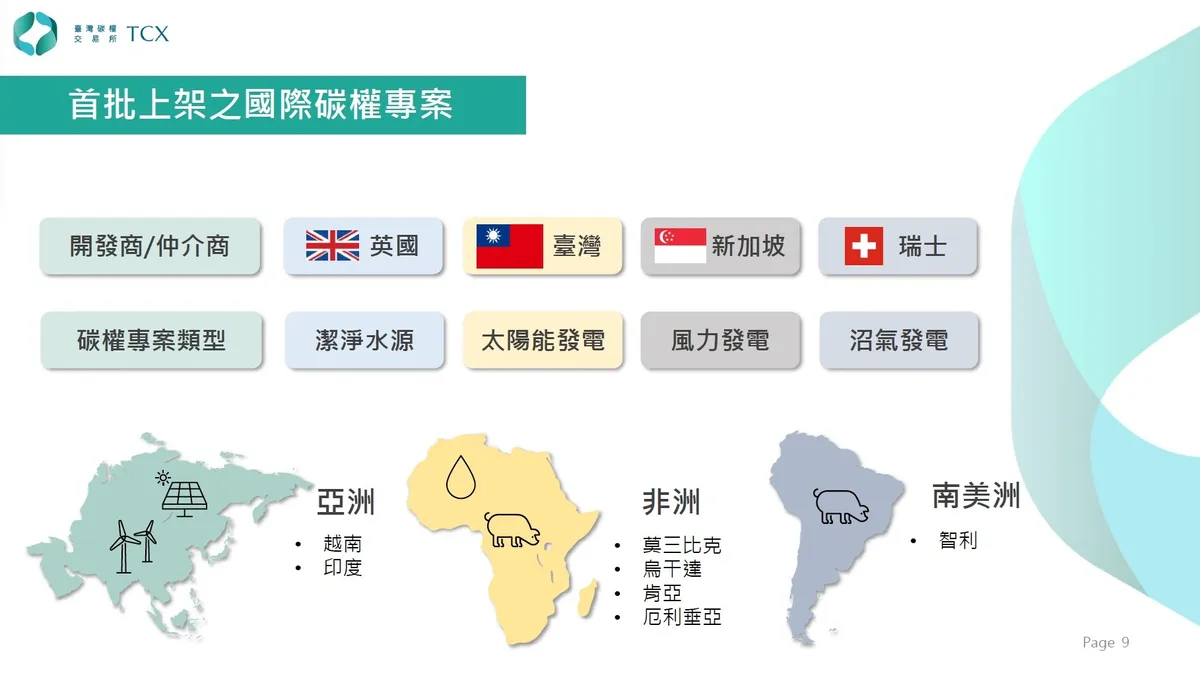 臺灣碳權
交易所 TCX
首批上架之國際碳權專案
開發商/仲介商
英國
臺灣
新加坡
瑞士
碳權專案類型
潔淨水源
太陽能發電
風力發電
沼氣發電
亞洲
• 越南
• 印度
非洲
• 莫三比克
• 烏干達
• 肯亞
• 厄利垂亞
南美洲
• 智利
Page 9